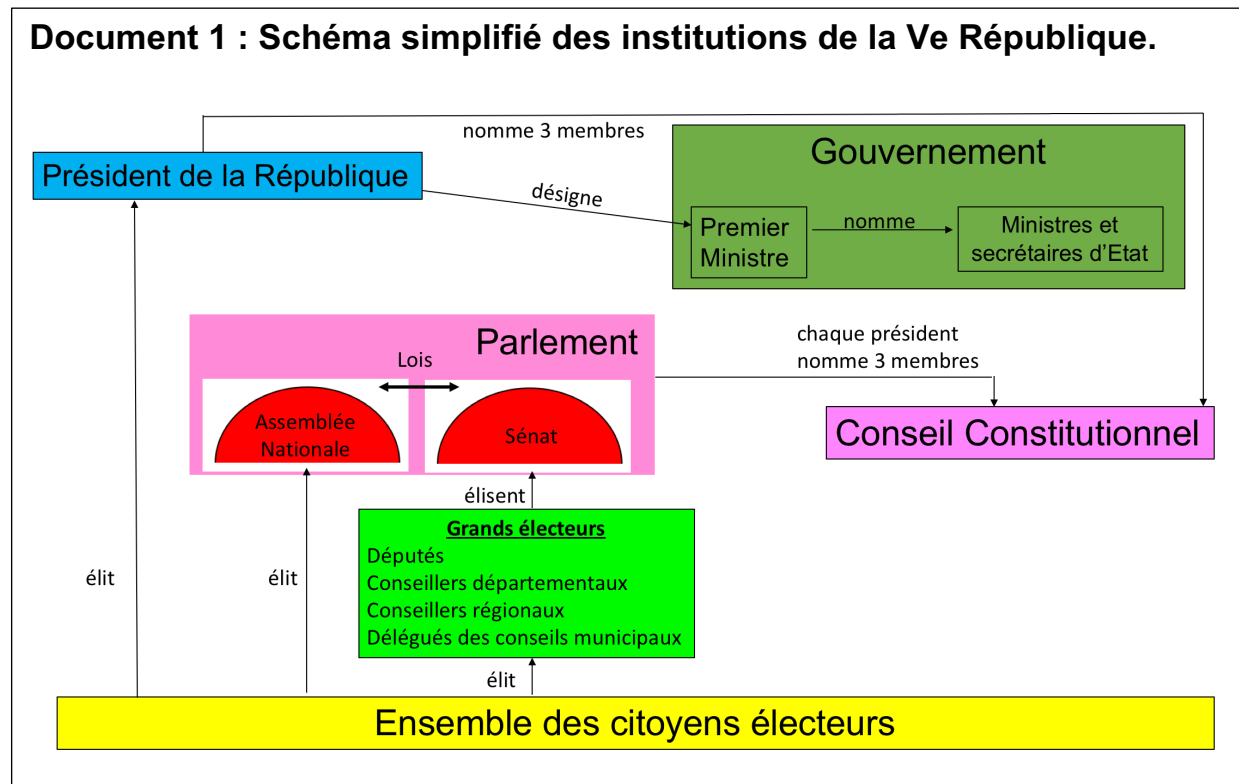 Document 1 : Schéma simplifié des institutions de la Ve République.
nomme 3 membres
Gouvernement
Président de la République
désigne
Premier
Ministre
nomme
Ministres et
secrétaires d'Etat
Parlement
Lois
Assemblée
Nationale
Sénat
chaque président
nomme 3 membres
Conseil Constitutionnel
élisent
Grands électeurs
Députés
Conseillers départementaux
Conseillers régionaux
Délégués des conseils municipaux
élit
élit
élit
Ensemble des citoyens électeurs